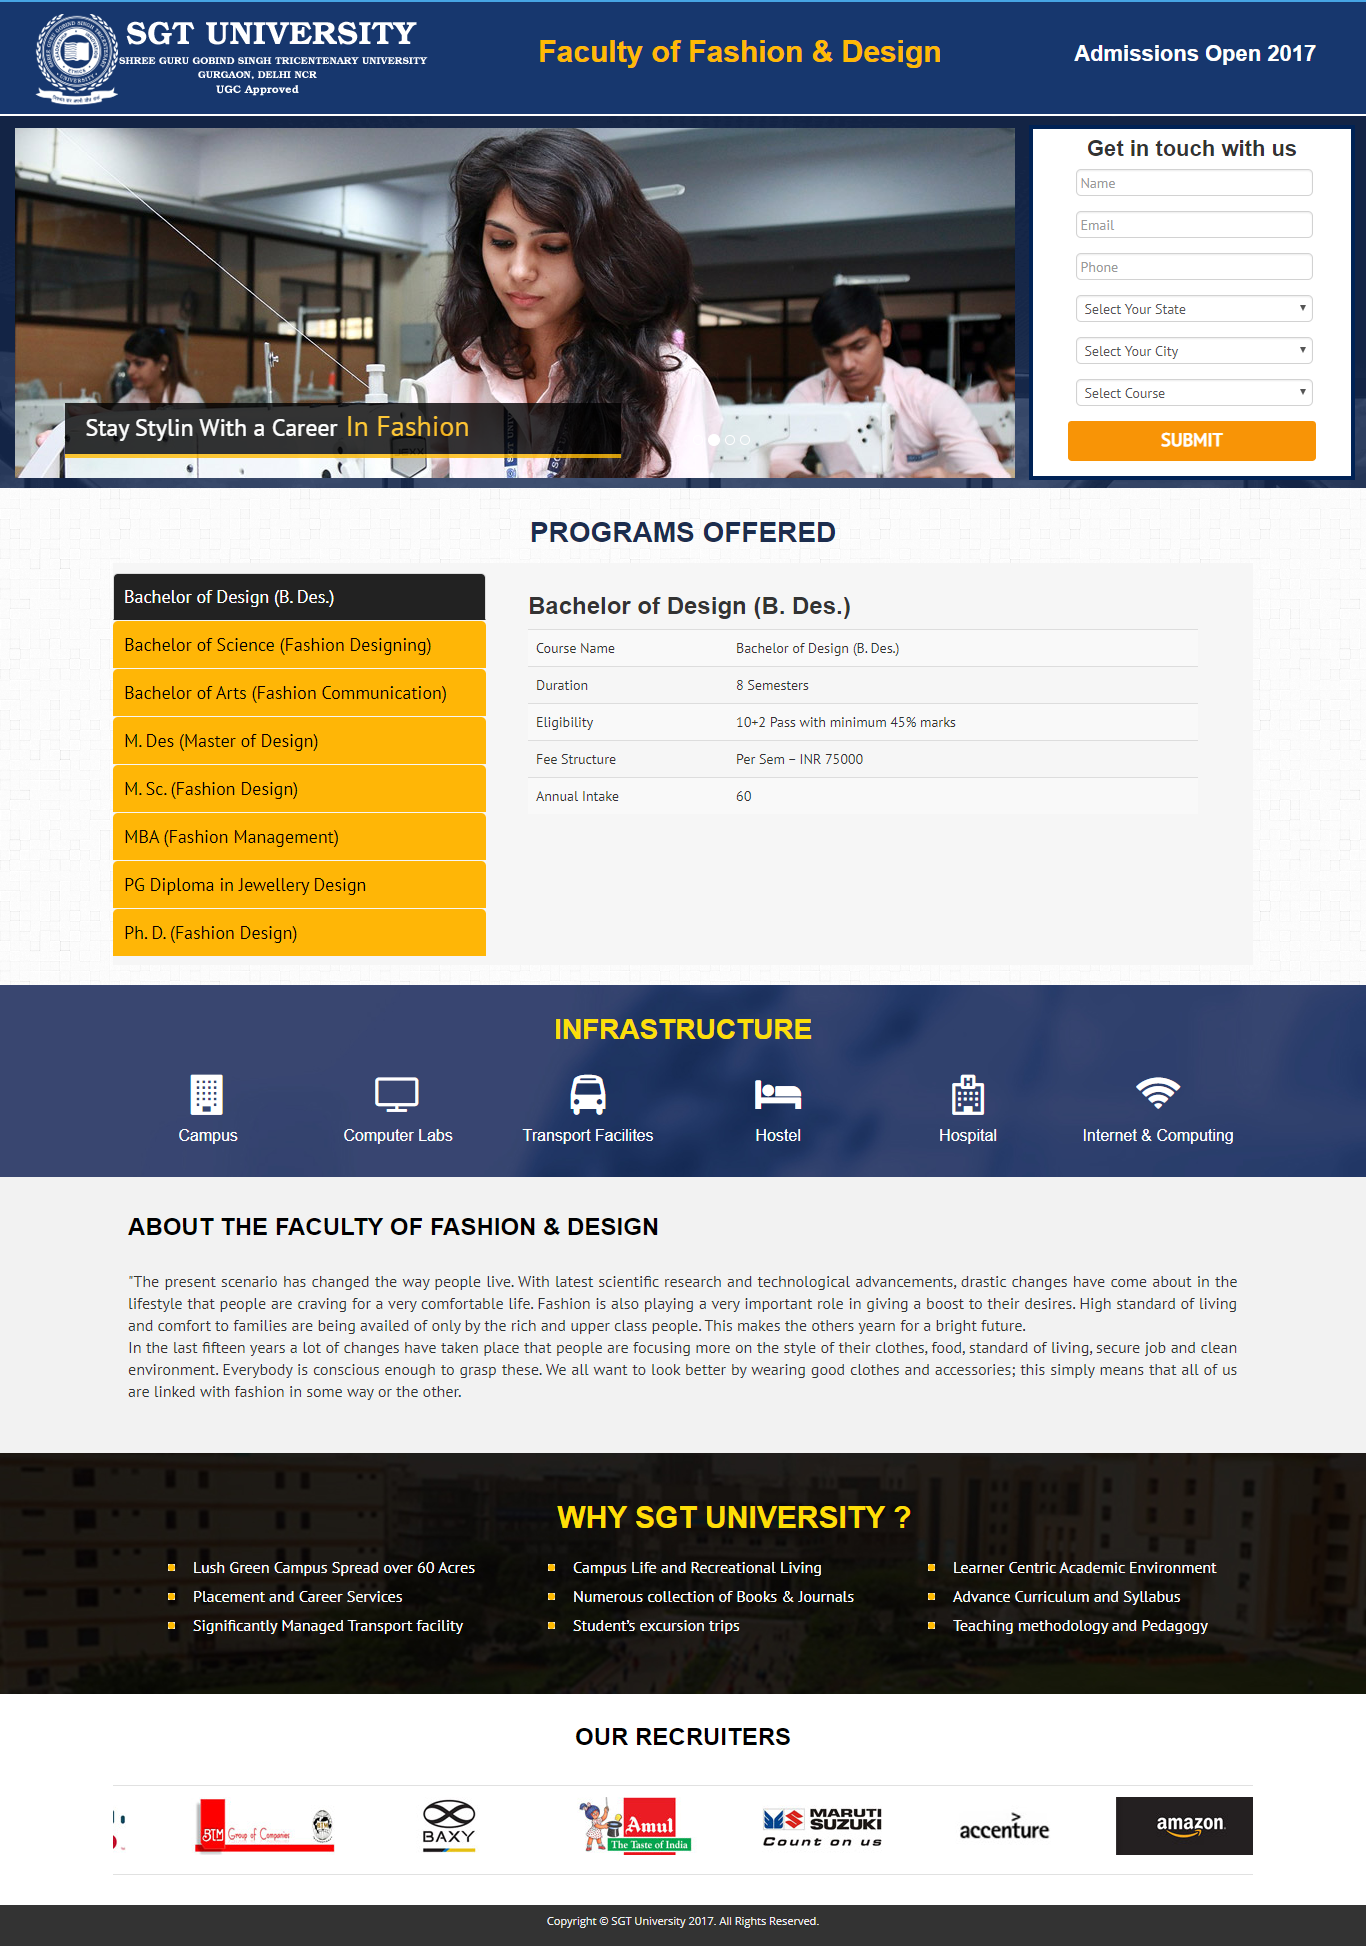 SGT UNIVERSITY
SHREE GURU GOBIND SINGH TRICENTENARY UNIVERSITY
GURGAON, DELHI NCR
UGC Approved
Faculty of Fashion & Design
Admissions Open 2017
Stay Stylin With a Career In Fashion
Get in touch with us
Name
Email
Phone
Select Your State
Select Your City
Select Course
SUBMIT
PROGRAMS OFFERED
Bachelor of Design (B. Des.)
Bachelor of Science (Fashion Designing)
Bachelor of Arts (Fashion Communication)
M. Des (Master of Design)
M. Sc. (Fashion Design)
MBA (Fashion Management)
PG Diploma in Jewellery Design
Ph. D. (Fashion Design)
Bachelor of Design (B. Des.)
Course Name Bachelor of Design (B. Des.)
Duration 8 Semesters
Eligibility 10+2 Pass with minimum 45% marks
Fee Structure Per Sem – INR 75000
Annual Intake 60
INFRASTRUCTURE
Campus
Computer Labs
Transport Facilites
Hostel
H
Hospital
Internet & Computing
ABOUT THE FACULTY OF FASHION & DESIGN
"The present scenario has changed the way people live. With latest scientific research and technological advancements, drastic changes have come about in the
lifestyle that people are craving for a very comfortable life. Fashion is also playing a very important role in giving a boost to their desires. High standard of living
and comfort to families are being availed of only by the rich and upper class people. This makes the others yearn for a bright future.
In the last fifteen years a lot of changes have taken place that people are focusing more on the style of their clothes, food, standard of living, secure job and clean
environment. Everybody is conscious enough to grasp these. We all want to look better by wearing good clothes and accessories; this simply means that all of us
are linked with fashion in some way or the other.
WHY SGT UNIVERSITY ?
Lush Green Campus Spread over 60 Acres
Placement and Career Services
Significantly Managed Transport facility
Campus Life and Recreational Living
Numerous collection of Books & Journals
Student's excursion trips
Learner Centric Academic Environment
Advance Curriculum and Syllabus
Teaching methodology and Pedagogy
OUR RECRUITERS
BTM Group of Companies
BAXY
Amul
The Taste of India
MARUTI
SUZUKI
Count on us
accenture
amazon
Copyright © SGT University 2017. All Rights Reserved.